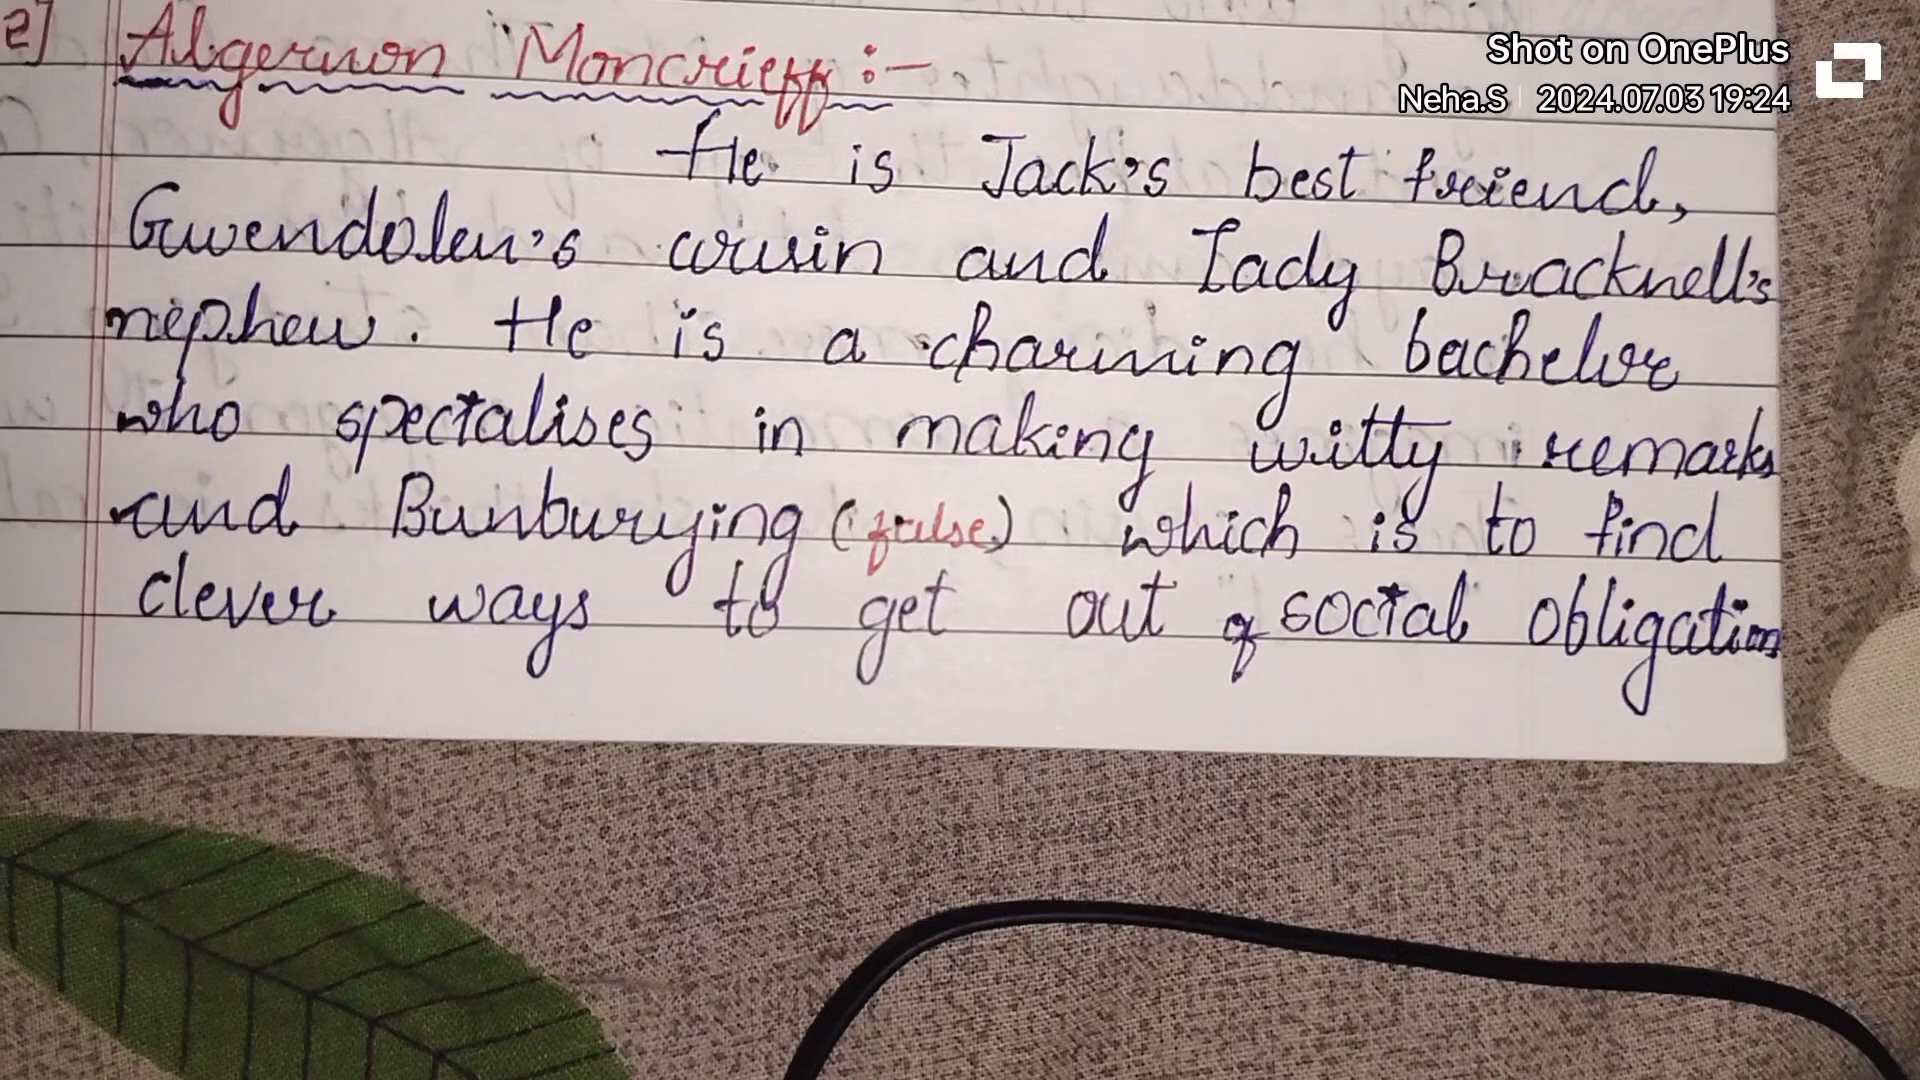 Shot on OnePlus
Neha.S | 2024.07.03 19:24
e] Algernon Moncrieff :-
He is Jack's best friend,
Gwendolen's cousin and Lady Bracknell's
nephew. He is a charming bachelor
who specialises in making witty remarks
and Bunburying (false) which is to find
clever ways to get out of social obligations